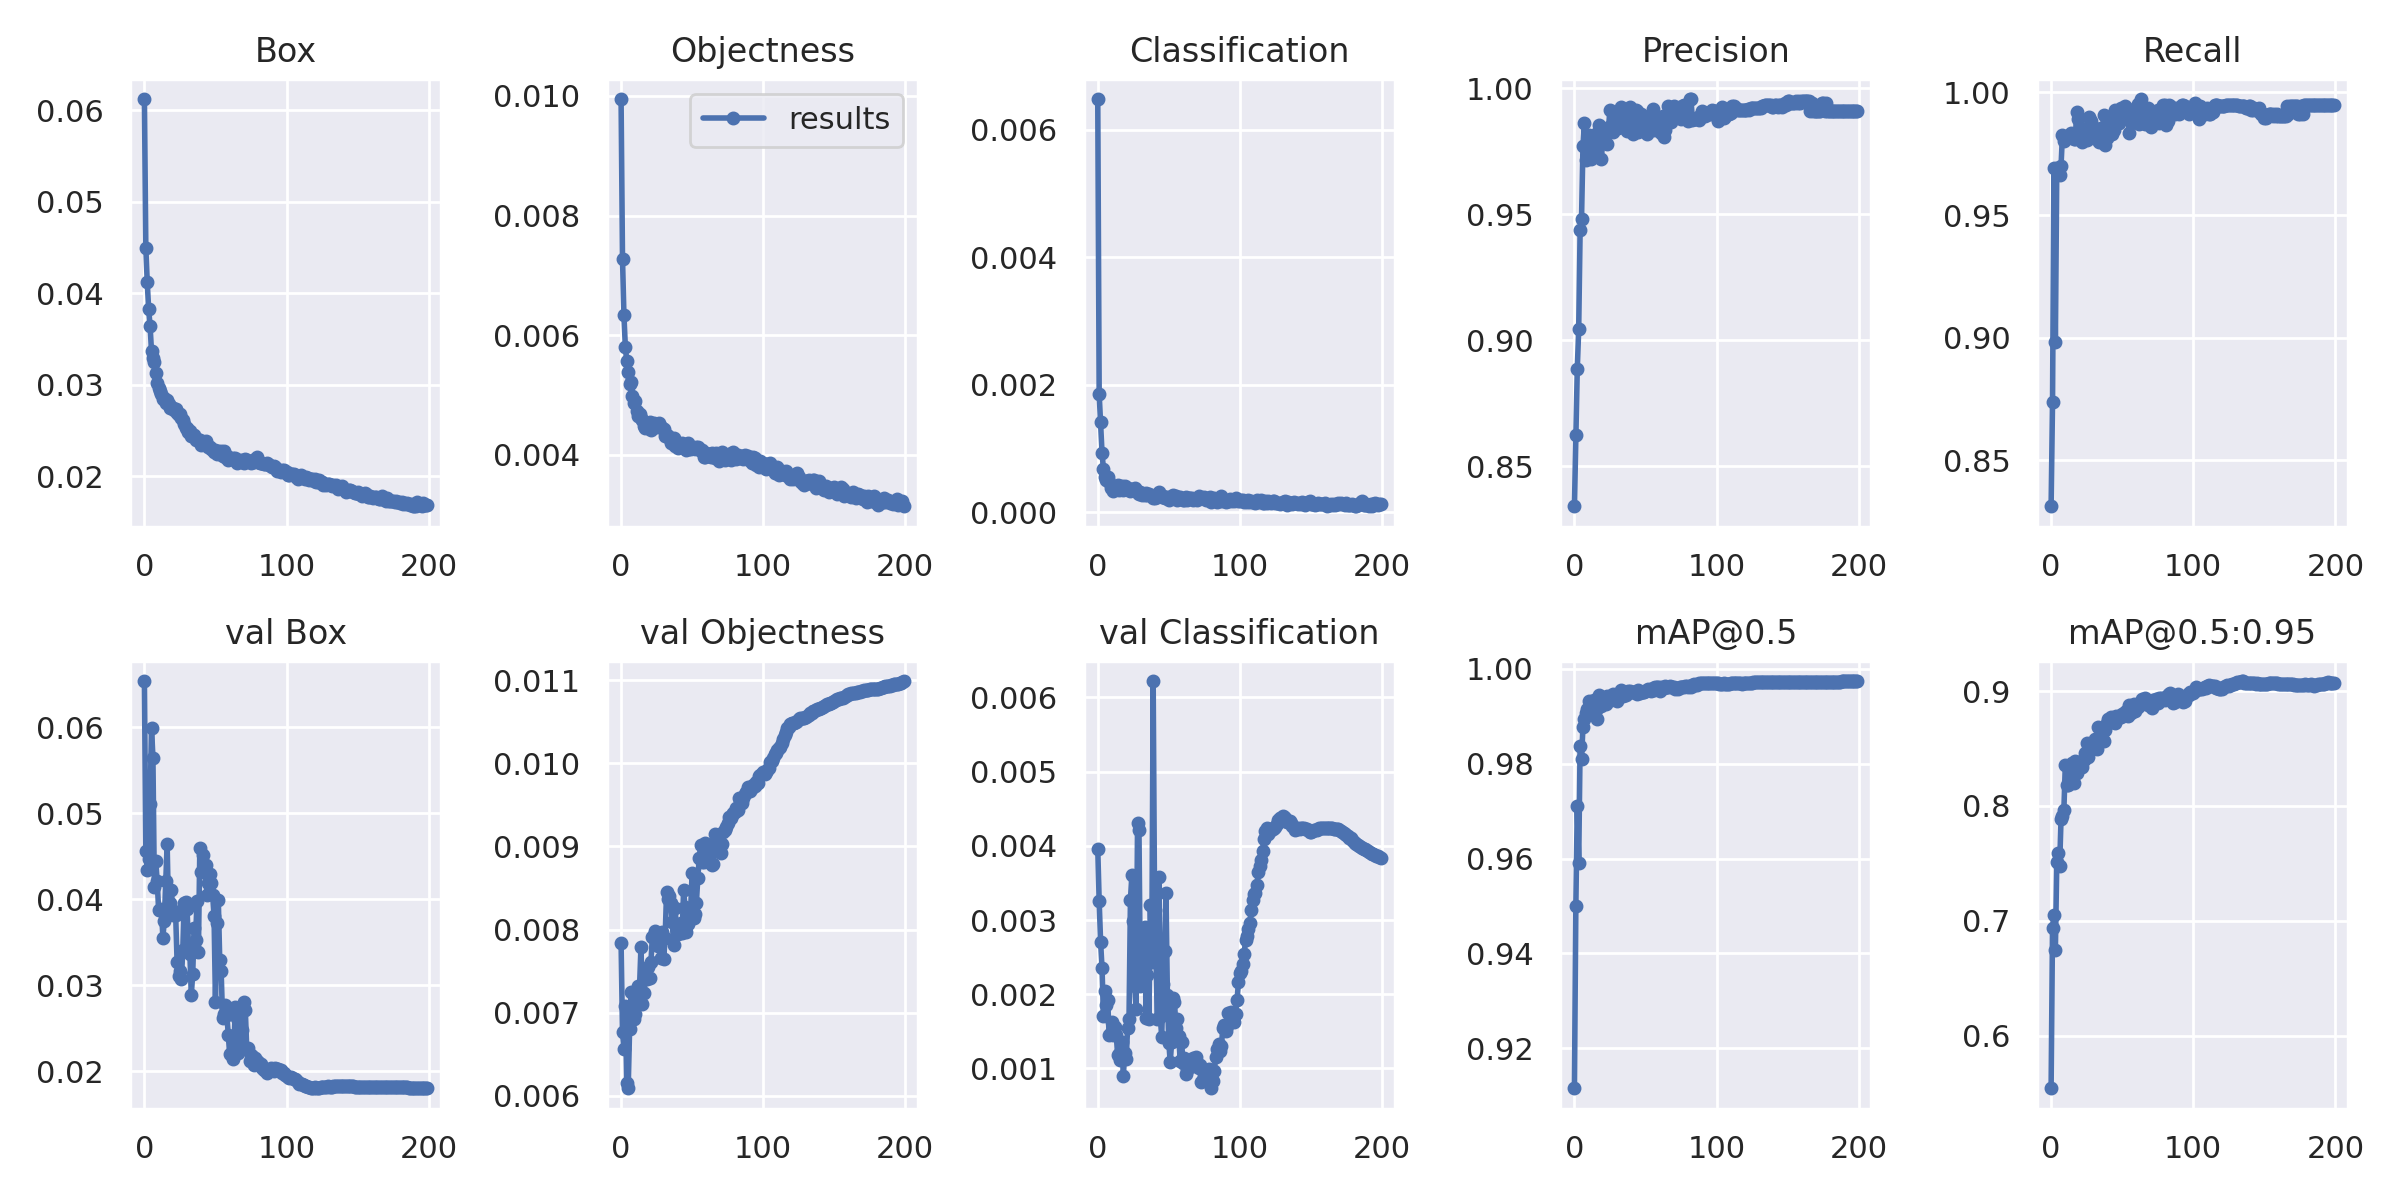 Box
0.06
0.05
0.04
0.03
0.02
0 100 200
Objectness
results
0.010
0.008
0.006
0.004
0 100 200
Classification
0.006
0.004
0.002
0.000
0 100 200
Precision
1.00
0.95
0.90
0.85
0 100 200
Recall
1.00
0.95
0.90
0.85
0 100 200
val Box
0.06
0.05
0.04
0.03
0.02
0 100 200
val Objectness
0.011
0.010
0.009
0.008
0.007
0.006
0 100 200
val Classification
0.006
0.005
0.004
0.003
0.002
0.001
0 100 200
mAP@0.5
1.00
0.98
0.96
0.94
0.92
0 100 200
mAP@0.5:0.95
0.9
0.8
0.7
0.6
0 100 200